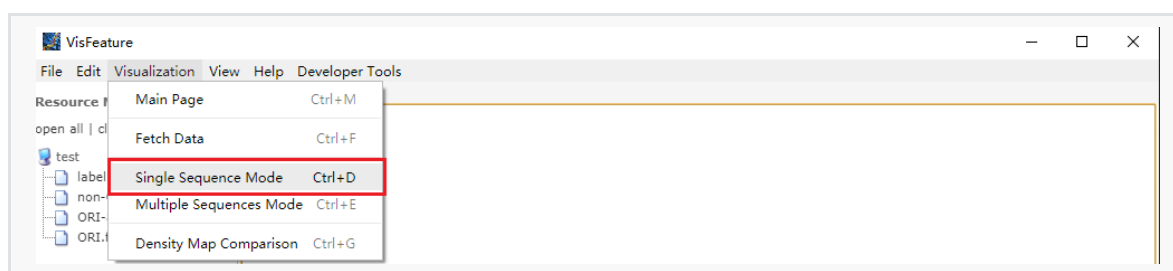 VisFeature
File Edit Visualization View Help Developer Tools
Resource
Main Page Ctrl+M
open all | cl
Fetch Data Ctrl+F
test
label
Single Sequence Mode Ctrl+D
non-
Multiple Sequences Mode Ctrl+E
ORI-
ORI.
Density Map Comparison Ctrl+G